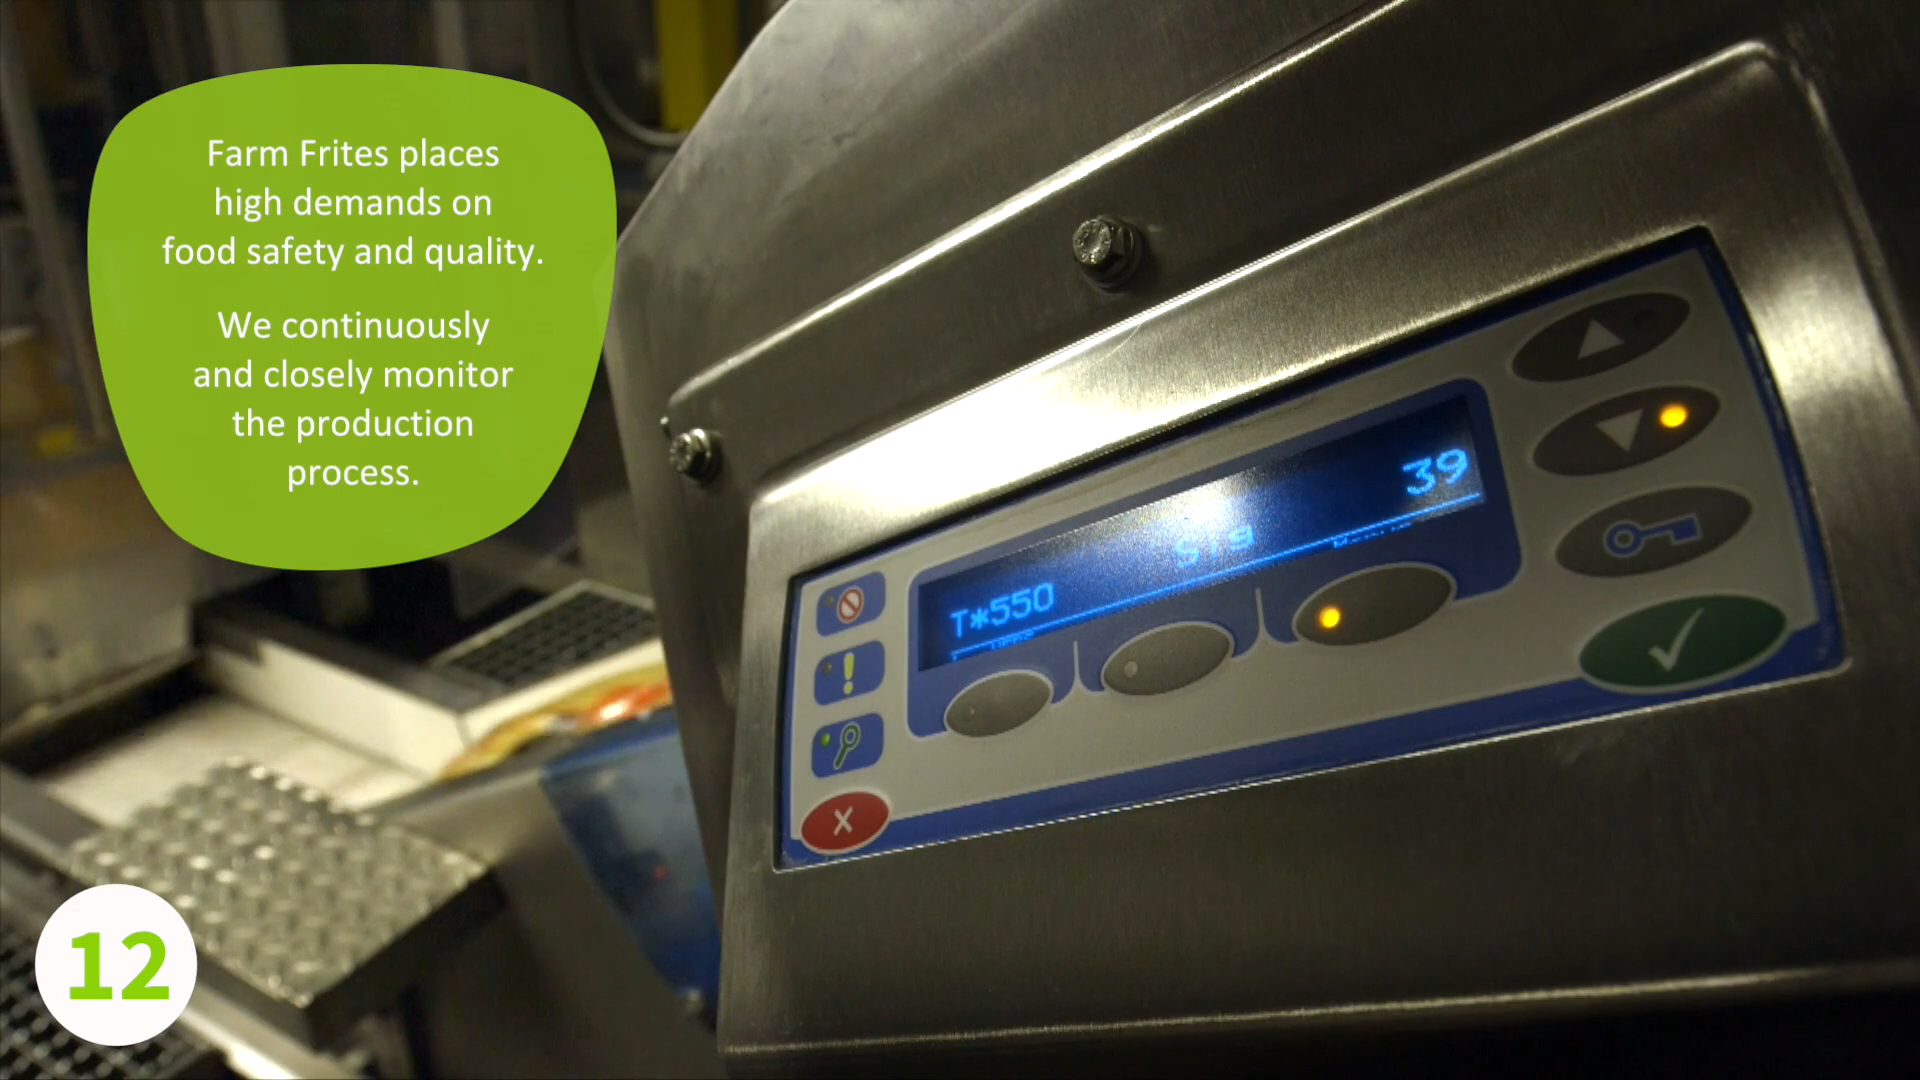 Farm Frites places
high demands on
food safety and quality.
We continuously
and closely monitor
the production
process.
39
T*550
12